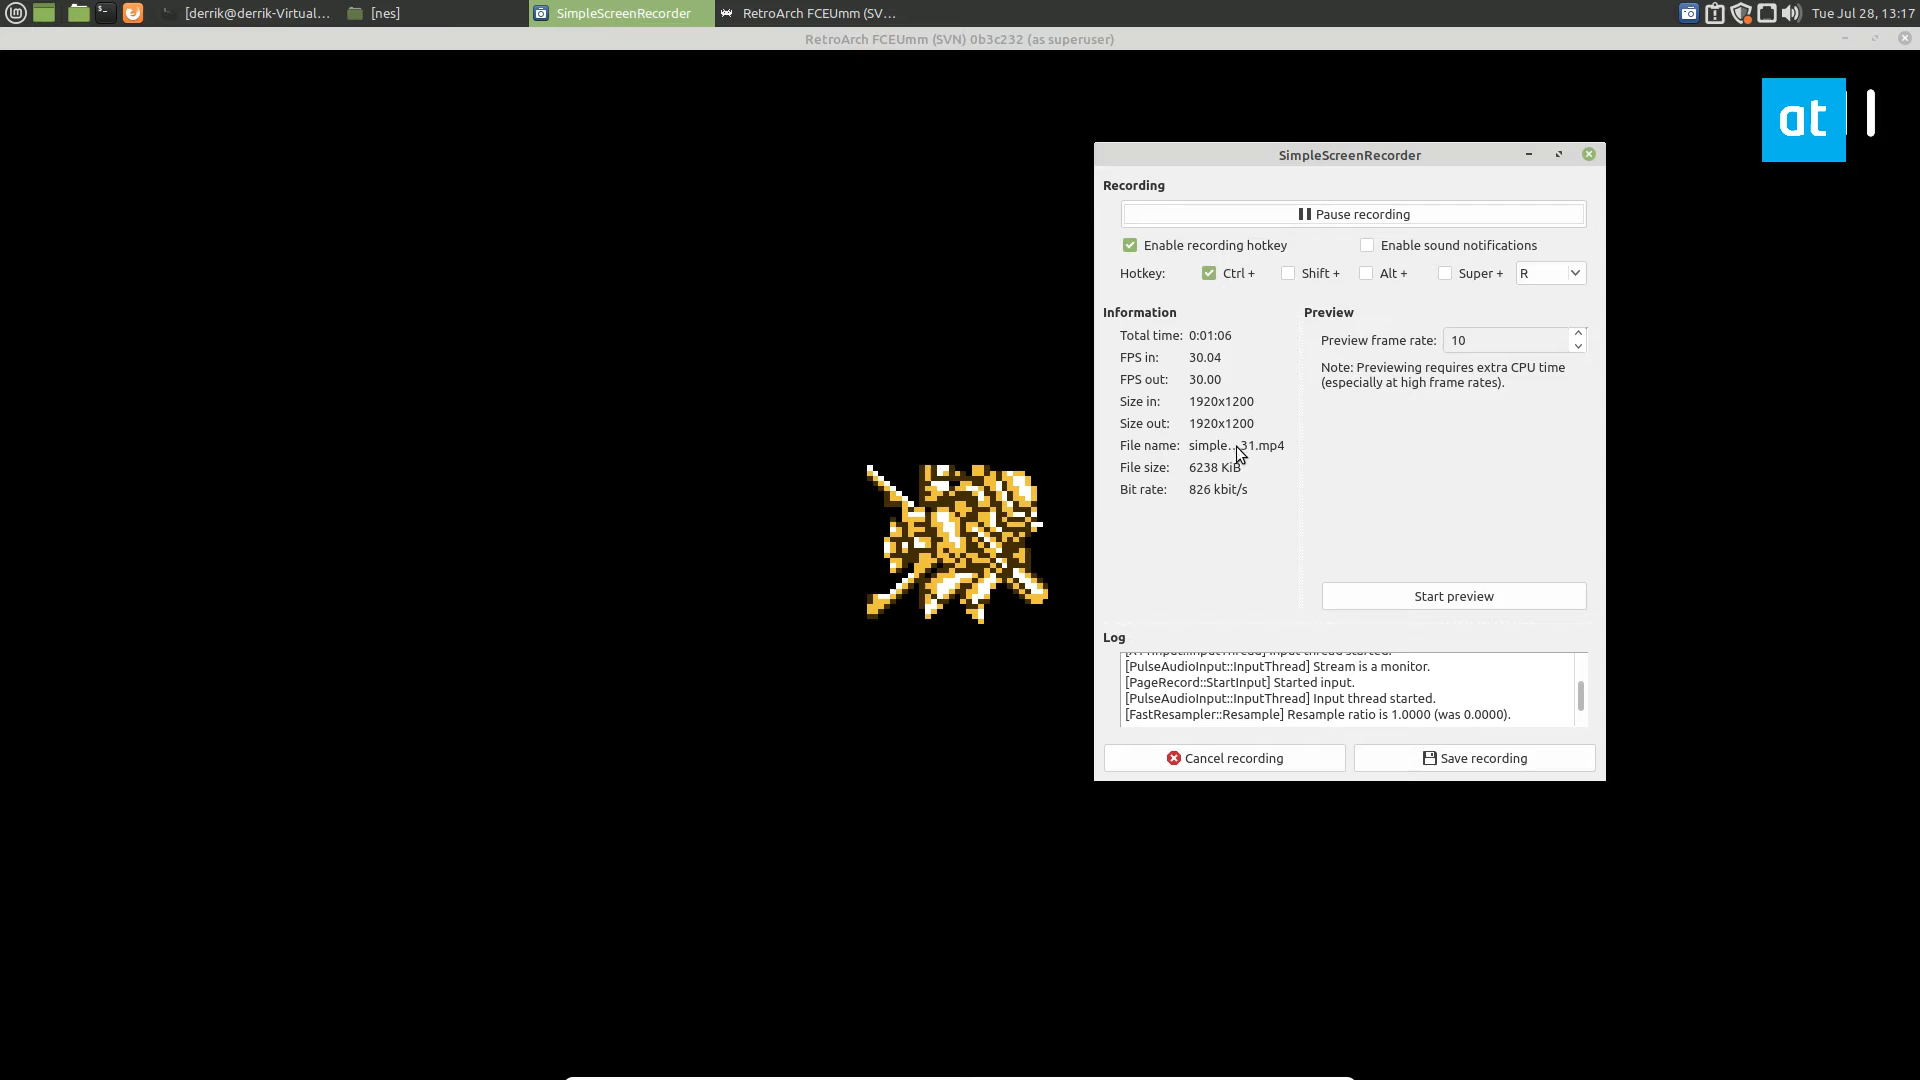 [derrik@derrik-Virtual...
[nes]
SimpleScreenRecorder
RetroArch FCEUmm (SV...
Tue Jul 28, 13:17
RetroArch FCEUmm (SVN) 0b3c232 (as superuser)
at
SimpleScreenRecorder
Recording
Pause recording
Enable recording hotkey
Enable sound notifications
Hotkey: Ctrl + Shift + Alt + Super + R
Information
Total time: 0:01:06
FPS in: 30.04
FPS out: 30.00
Size in: 1920x1200
Size out: 1920x1200
File name: simple...31.mp4
File size: 6238 KiB
Bit rate: 826 kbit/s
Preview
Preview frame rate: 10
Note: Previewing requires extra CPU time
(especially at high frame rates).
Start preview
Log
[PulseAudioInput::InputThread] Stream is a monitor.
[PageRecord::StartInput] Started input.
[PulseAudioInput::InputThread] Input thread started.
[FastResampler::Resample] Resample ratio is 1.0000 (was 0.0000).
Cancel recording
Save recording